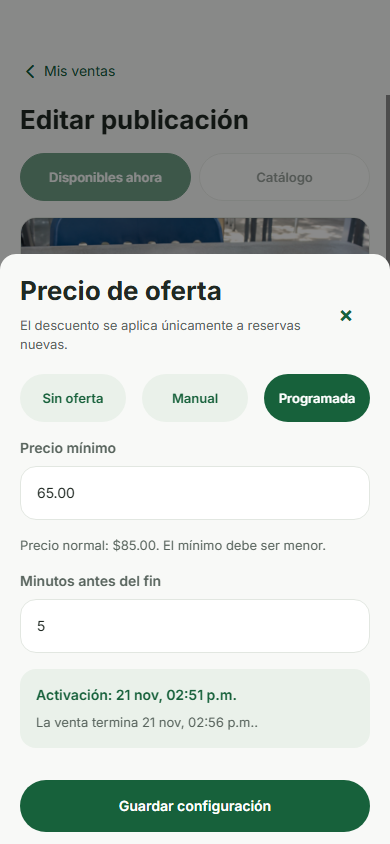 Mis ventas
Editar publicación
Disponibles ahora
Catálogo
Precio de oferta
El descuento se aplica únicamente a reservas
nuevas.
×
Sin oferta
Manual
Programada
Precio mínimo
65.00
Precio normal: $85.00. El mínimo debe ser menor.
Minutos antes del fin
5
Activación: 21 nov, 02:51 p.m.
La venta termina 21 nov, 02:56 p.m..
Guardar configuración